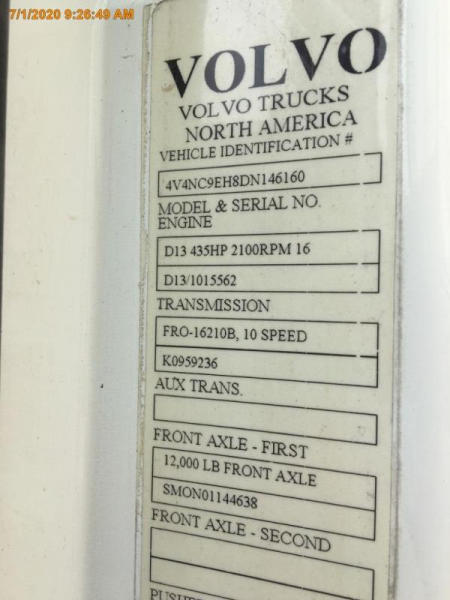 7/1/2020 9:26:49 AM
VOLVO
VOLVO TRUCKS
NORTH AMERICA
VEHICLE IDENTIFICATION #
4V4NC9EH8DN146160
MODEL & SERIAL NO.
ENGINE
D13 435HP 2100RPM 16
D13/1015562
TRANSMISSION
FRO-16210B, 10 SPEED
K0959236
AUX TRANS.
FRONT AXLE - FIRST
12,000 LB FRONT AXLE
SMON01144638
FRONT AXLE - SECOND